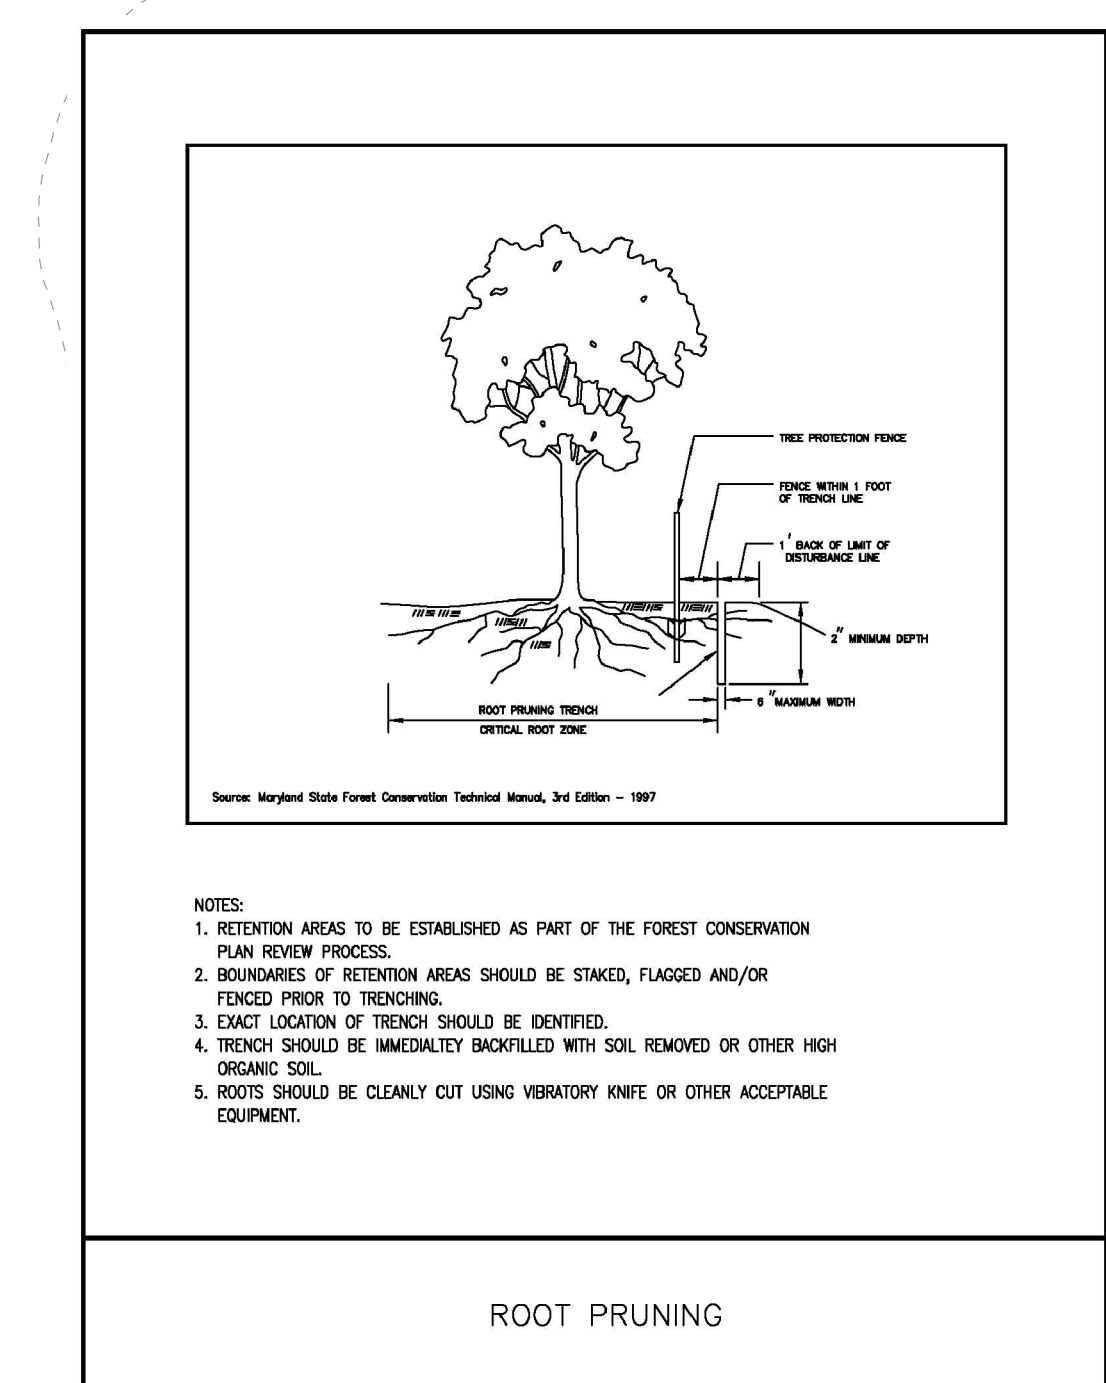 TREE PROTECTION FENCE
FENCE WITHIN 1 FOOT
OF TRENCH LINE
1' BACK OF LIMIT OF
DISTURBANCE LINE
2" MINIMUM DEPTH
6" MAXIMUM WIDTH
ROOT PRUNING TRENCH
CRITICAL ROOT ZONE
Source: Maryland State Forest Conservation Technical Manual, 3rd Edition - 1997
NOTES:
1. RETENTION AREAS TO BE ESTABLISHED AS PART OF THE FOREST CONSERVATION
PLAN REVIEW PROCESS.
2. BOUNDARIES OF RETENTION AREAS SHOULD BE STAKED, FLAGGED AND/OR
FENCED PRIOR TO TRENCHING.
3. EXACT LOCATION OF TRENCH SHOULD BE IDENTIFIED.
4. TRENCH SHOULD BE IMMEDIALTEY BACKFILLED WITH SOIL REMOVED OR OTHER HIGH
ORGANIC SOIL.
5. ROOTS SHOULD BE CLEANLY CUT USING VIBRATORY KNIFE OR OTHER ACCEPTABLE
EQUIPMENT.
ROOT PRUNING